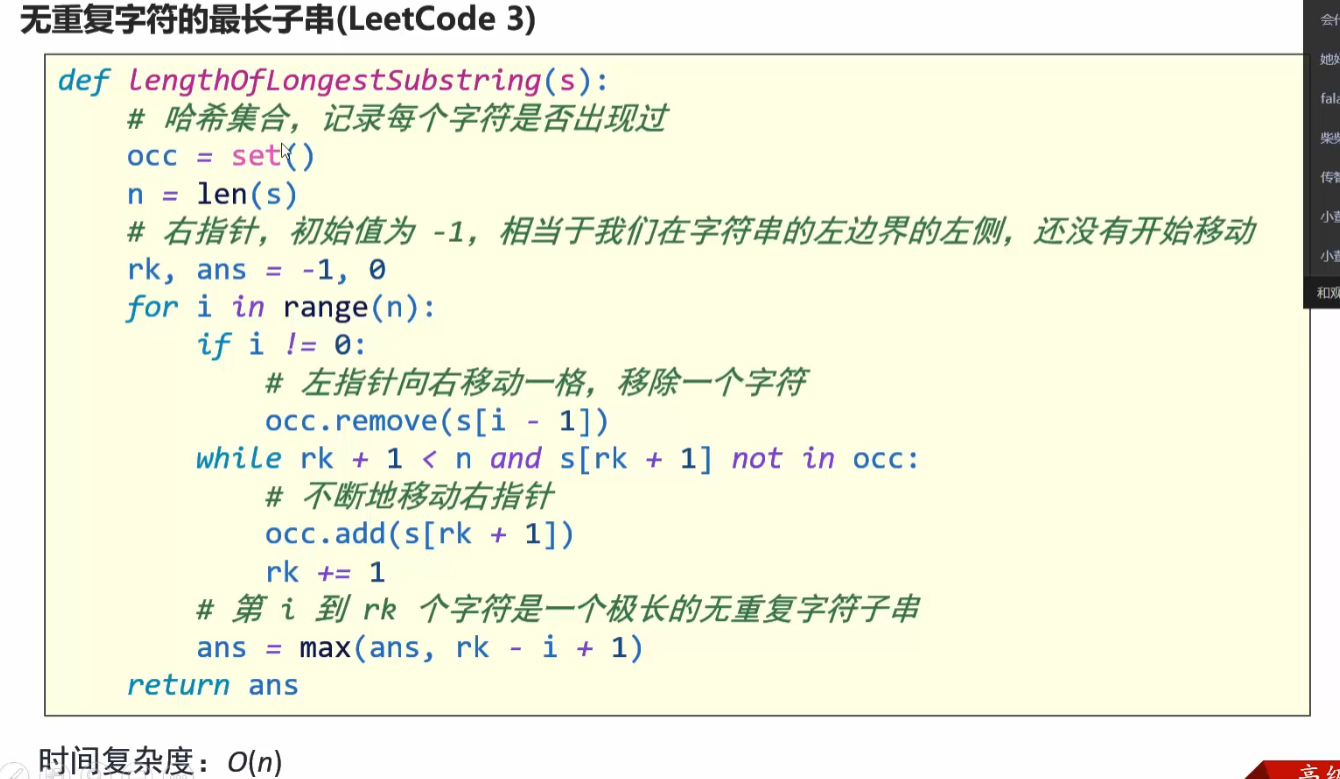 无重复字符的最长子串(LeetCode 3)
def lengthOfLongestSubstring(s):
    # 哈希集合，记录每个字符是否出现过
    occ = set()
    n = len(s)
    # 右指针，初始值为 -1，相当于我们在字符串的左边界的左侧，还没有开始移动
    rk, ans = -1, 0
    for i in range(n):
        if i != 0:
            # 左指针向右移动一格，移除一个字符
            occ.remove(s[i - 1])
        while rk + 1 < n and s[rk + 1] not in occ:
            # 不断地移动右指针
            occ.add(s[rk + 1])
            rk += 1
        # 第 i 到 rk 个字符是一个极长的无重复字符子串
        ans = max(ans, rk - i + 1)
    return ans
时间复杂度：O(n)
会
她
fala
柴
传智
小
小
和观
高